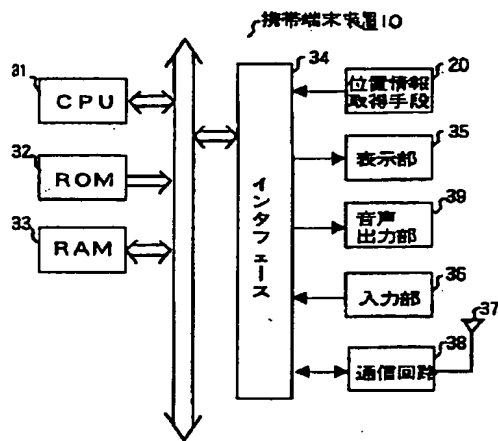 携帯端末装置10
31
CPU
32
ROM
33
RAM
34
インタフェース
20
位置情報
取得手段
35
表示部
39
音声
出力部
36
入力部
37
38
通信回路